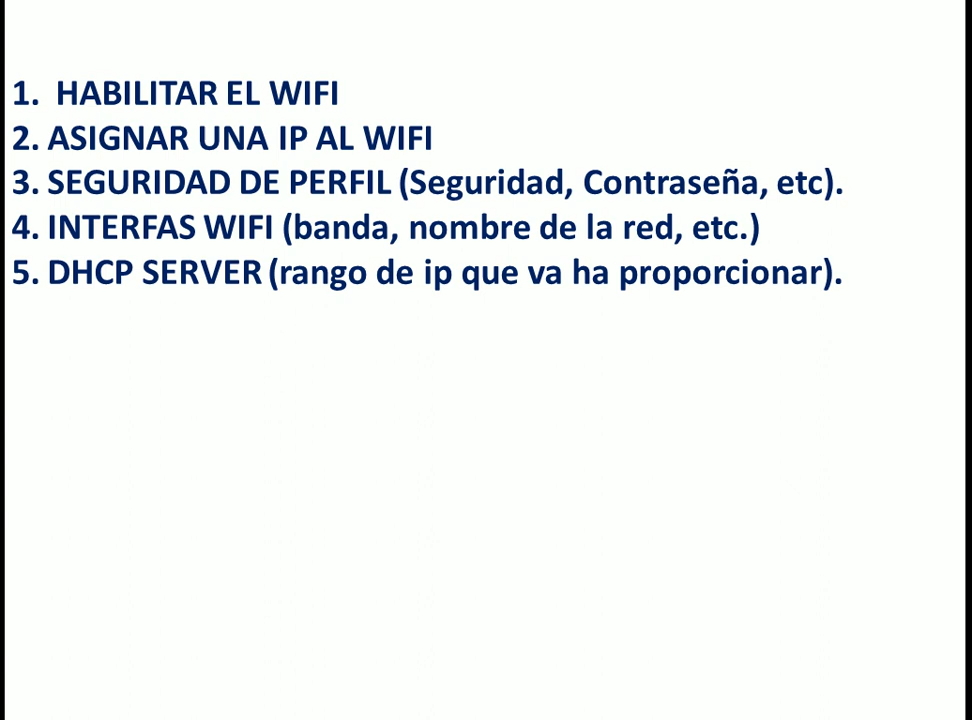 1. HABILITAR EL WIFI
2. ASIGNAR UNA IP AL WIFI
3. SEGURIDAD DE PERFIL (Seguridad, Contraseña, etc).
4. INTERFAS WIFI (banda, nombre de la red, etc.)
5. DHCP SERVER (rango de ip que va ha proporcionar).